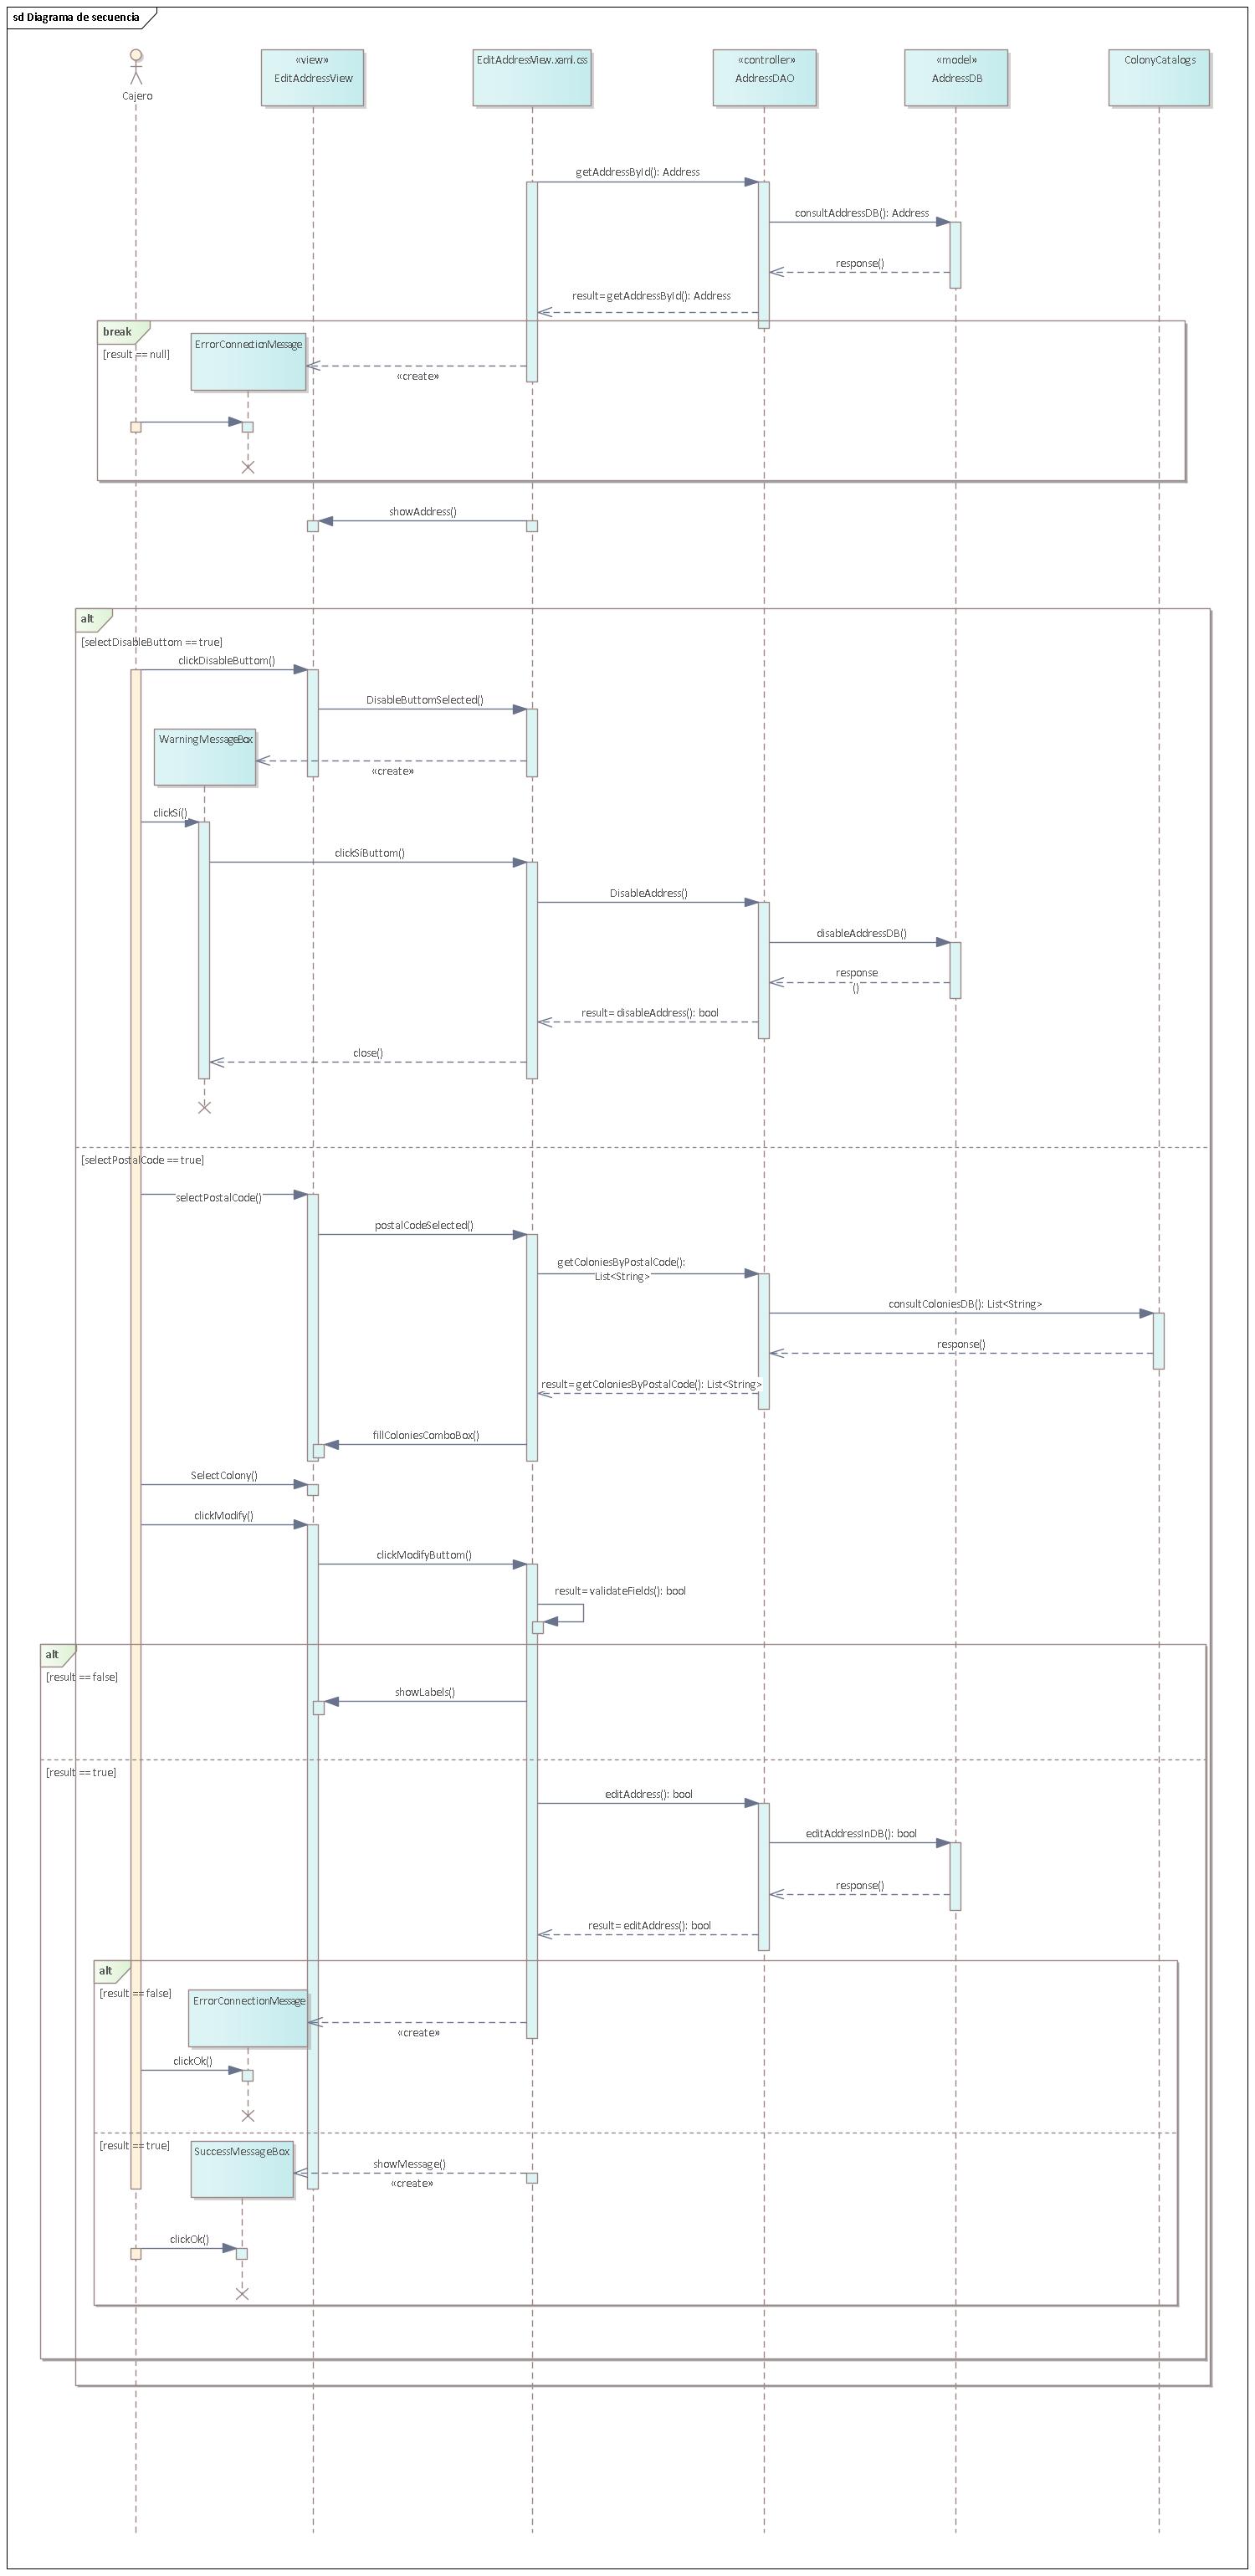 sd Diagrama de secuencia
Cajero
«view»
EditAddressView
EditAddressView.xaml.css
«controller»
AddressDAO
«model»
AddressDB
ColonyCatalogs
getAddressById(): Address
consultAddressDB(): Address
response()
result= getAddressById(): Address
break
[result == null]
ErrorConnectionMessage
«create»
showAddress()
alt
[selectDisableButtom == true]
clickDisableButtom()
DisableButtomSelected()
WarningMessageBox
«create»
clickSí()
clickSíButtom()
DisableAddress()
disableAddressDB()
response
()
result= disableAddress(): bool
close()
[selectPostalCode == true]
selectPostalCode()
postalCodeSelected()
getColoniesByPostalCode():
List<String>
consultColoniesDB(): List<String>
response()
result= getColoniesByPostalCode(): List<String>
fillColoniesComboBox()
SelectColony()
clickModify()
clickModifyButtom()
result= validateFields(): bool
alt
[result == false]
showLabels()
[result == true]
editAddress(): bool
editAddressInDB(): bool
response()
result= editAddress(): bool
alt
[result == false]
ErrorConnectionMessage
«create»
clickOk()
[result == true]
SuccessMessageBox
showMessage()
«create»
clickOk()